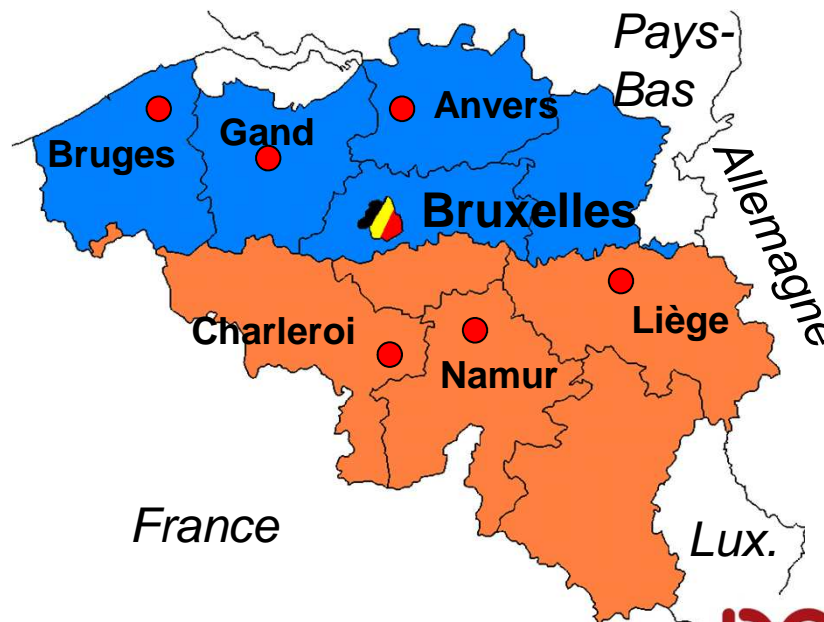 Pays-
Bas
Anvers
Gand
Bruges
Allemagne
Bruxelles
Liège
Charleroi
Namur
France
Lux.